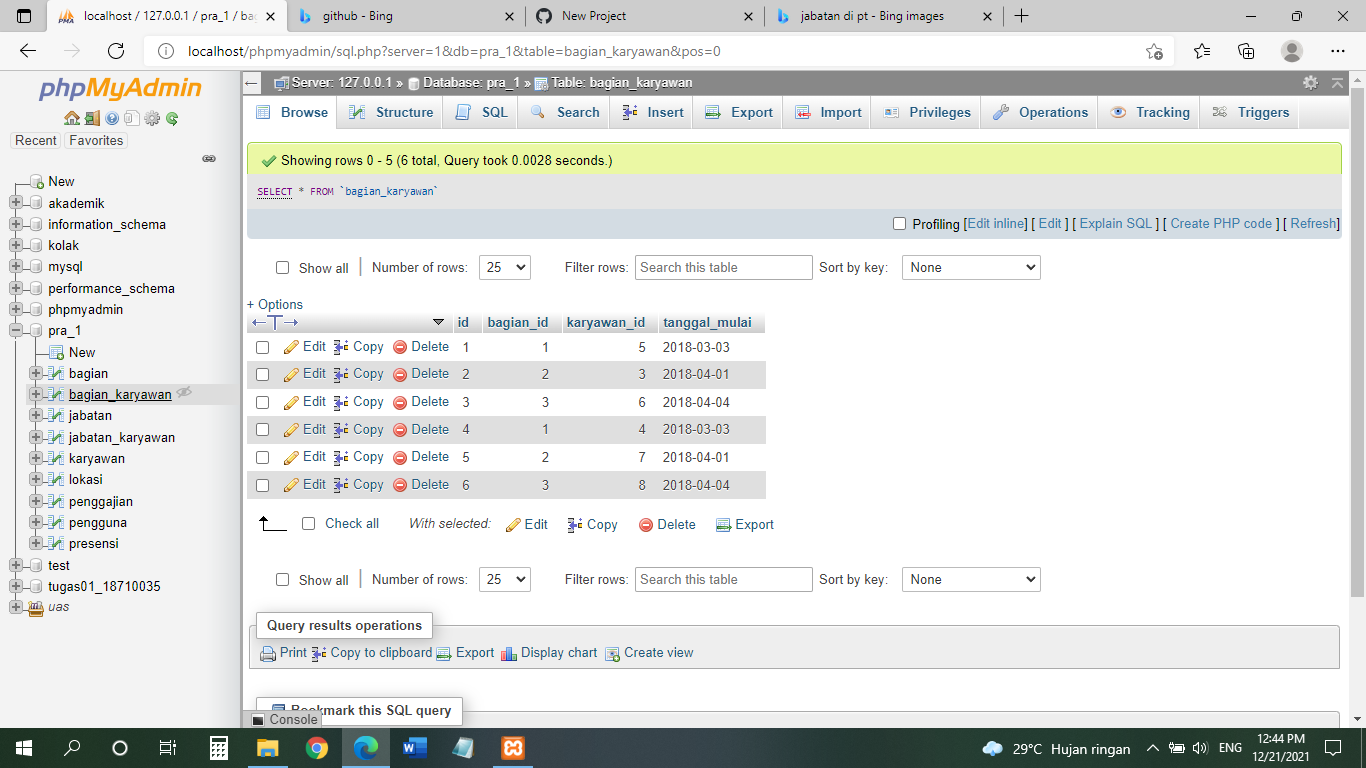 localhost / 127.0.0.1 / pra_1 / bag
github - Bing
New Project
jabatan di pt - Bing images
localhost/phpmyadmin/sql.php?server=1&db=pra_1&table=bagian_karyawan&pos=0
phpMyAdmin
Recent Favorites
New
akademik
information_schema
kolak
mysql
performance_schema
phpmyadmin
pra_1
New
bagian
bagian_karyawan
jabatan
jabatan_karyawan
karyawan
lokasi
penggajian
pengguna
presensi
test
tugas01_18710035
uas
Server: 127.0.0.1 » Database: pra_1 » Table: bagian_karyawan
Browse Structure SQL Search Insert Export Import Privileges Operations Tracking Triggers
Showing rows 0 - 5 (6 total, Query took 0.0028 seconds.)
SELECT * FROM `bagian_karyawan`
Profiling [Edit inline] [ Edit ] [ Explain SQL ] [ Create PHP code ] [ Refresh]
Show all | Number of rows: 25 Filter rows: Search this table Sort by key: None
+ Options
←T→ id bagian_id karyawan_id tanggal_mulai
Edit Copy Delete 1 1 5 2018-03-03
Edit Copy Delete 2 2 3 2018-04-01
Edit Copy Delete 3 3 6 2018-04-04
Edit Copy Delete 4 1 4 2018-03-03
Edit Copy Delete 5 2 7 2018-04-01
Edit Copy Delete 6 3 8 2018-04-04
Check all With selected: Edit Copy Delete Export
Show all | Number of rows: 25 Filter rows: Search this table Sort by key: None
Query results operations
Print Copy to clipboard Export Display chart Create view
Bookmark this SQL query
Console
29°C Hujan ringan ENG 12:44 PM
12/21/2021